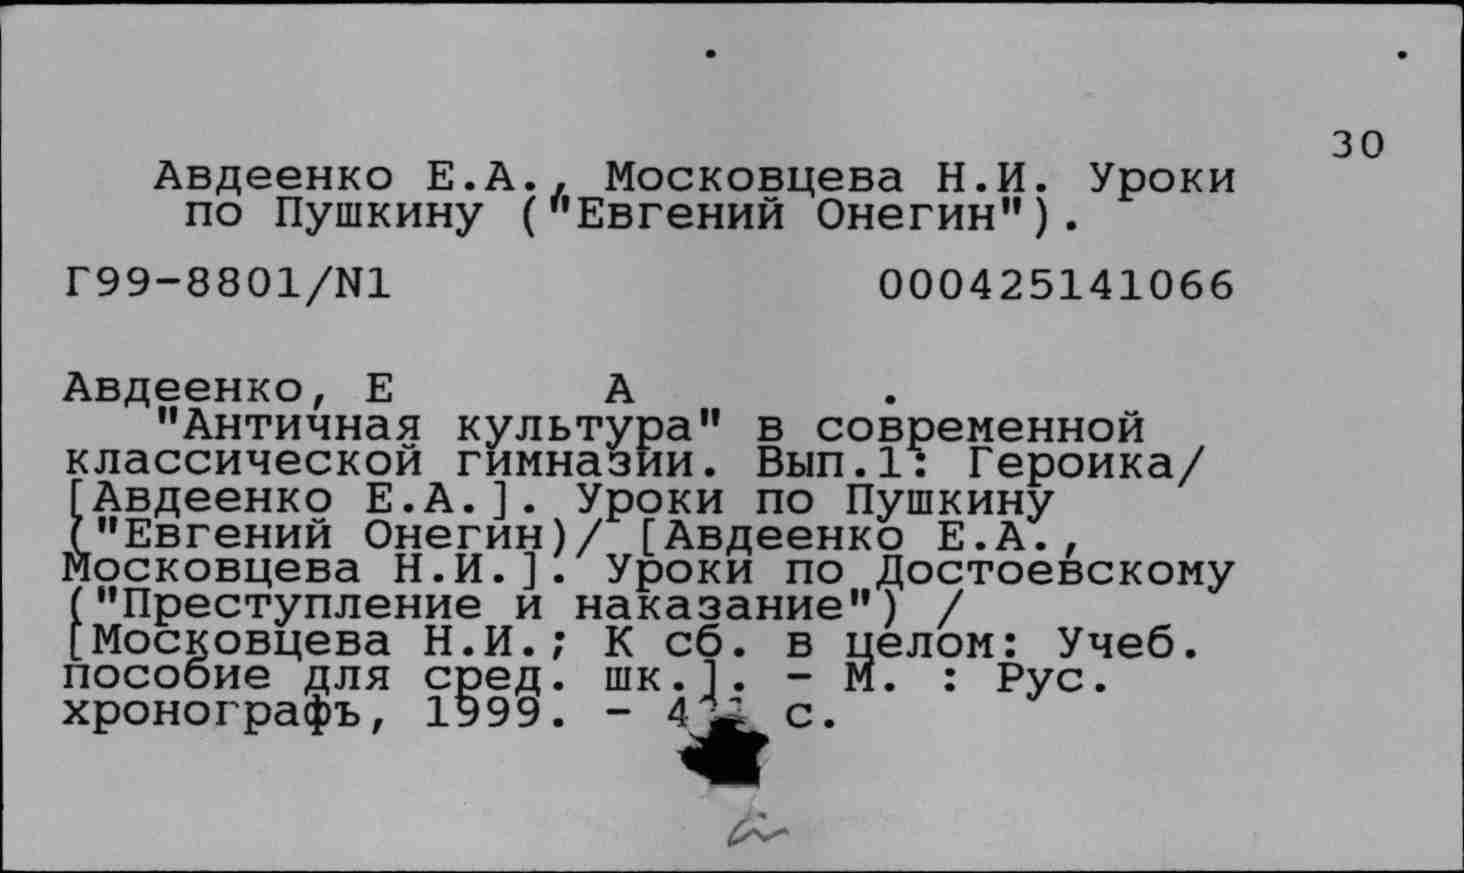 30
Авдеенко Е.А., Московцева Н.И. Уроки
по Пушкину ("Евгений Онегин").
Г99-8801/N1 000425141066
Авдеенко, Е А .
"Античная культура" в современной
классической гимназии. Вып.1: Героика/
[Авдеенко Е.А.]. Уроки по Пушкину
("Евгений Онегин)/ [Авдеенко Е.А.,
Московцева Н.И.]. Уроки по Достоевскому
("Преступление и наказание") /
[Московцева Н.И.; К сб. в целом: Учеб.
пособие для сред. шк.]. - М. : Рус.
хронографъ, 1999. - с.